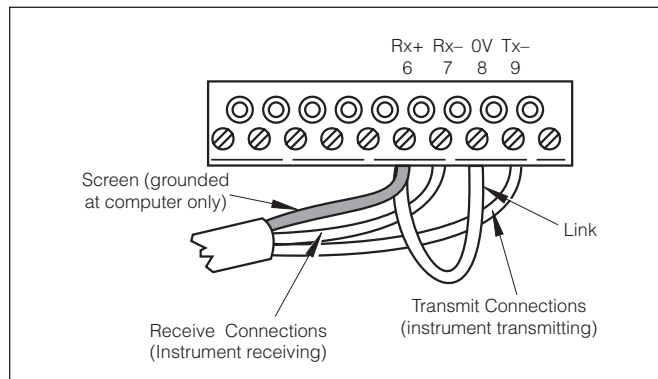 Rx+ Rx– 0V Tx–
6 7 8 9
Screen (grounded
at computer only)
Link
Transmit Connections
(instrument transmitting)
Receive Connections
(Instrument receiving)